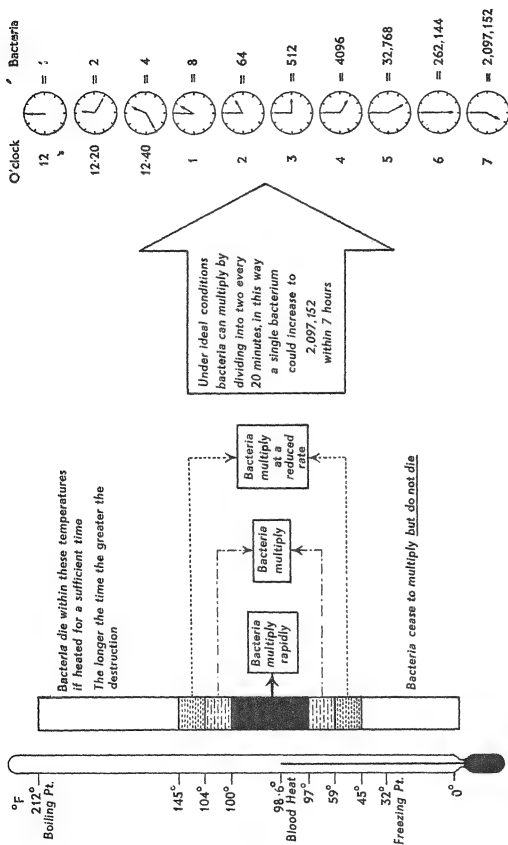 °F
212°
Boiling Pt.
145°
104°
100°
98·6°
Blood Heat
97°
59°
45°
32°
Freezing Pt.
0°
Bacteria die within these temperatures
if heated for a sufficient time
The longer the time the greater the
destruction
Bacteria
multiply
rapidly
Bacteria
multiply
Bacteria
multiply
at a
reduced
rate
Bacteria cease to multiply but do not die
Under ideal conditions
bacteria can multiply by
dividing into two every
20 minutes, in this way
a single bacterium
could increase to
2,097,152
within 7 hours
O'clock Bacteria
12 =
12·20 = 2
12·40 = 4
1 = 8
2 = 64
3 = 512
4 = 4096
5 = 32,768
6 = 262,144
7 = 2,097,152